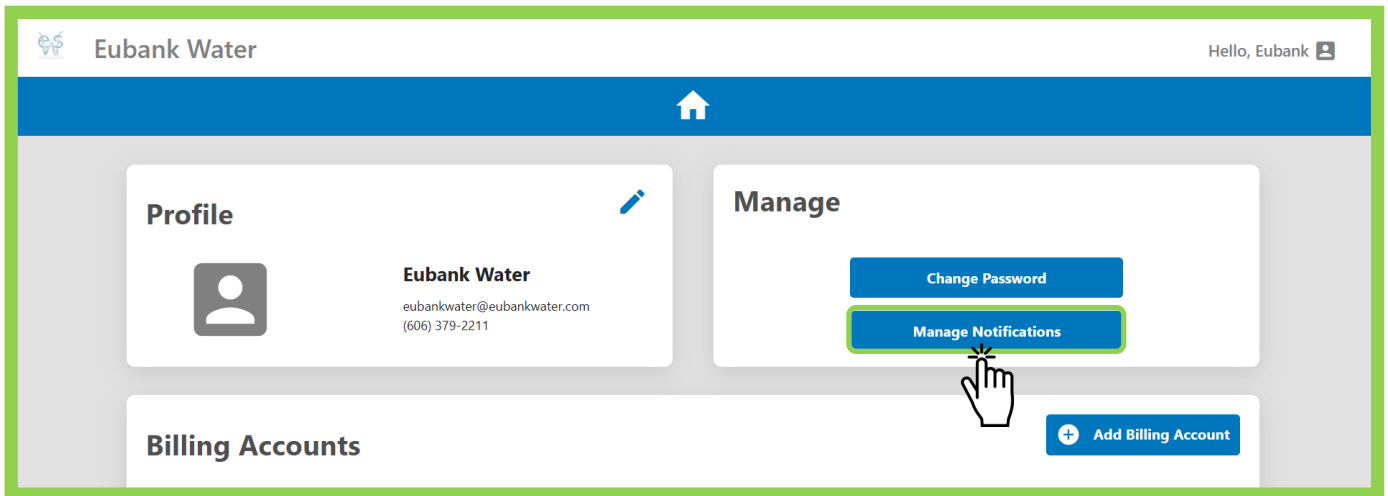 Eubank Water
Hello, Eubank
Profile
Eubank Water
eubankwater@eubankwater.com
(606) 379-2211
Manage
Change Password
Manage Notifications
Billing Accounts
Add Billing Account